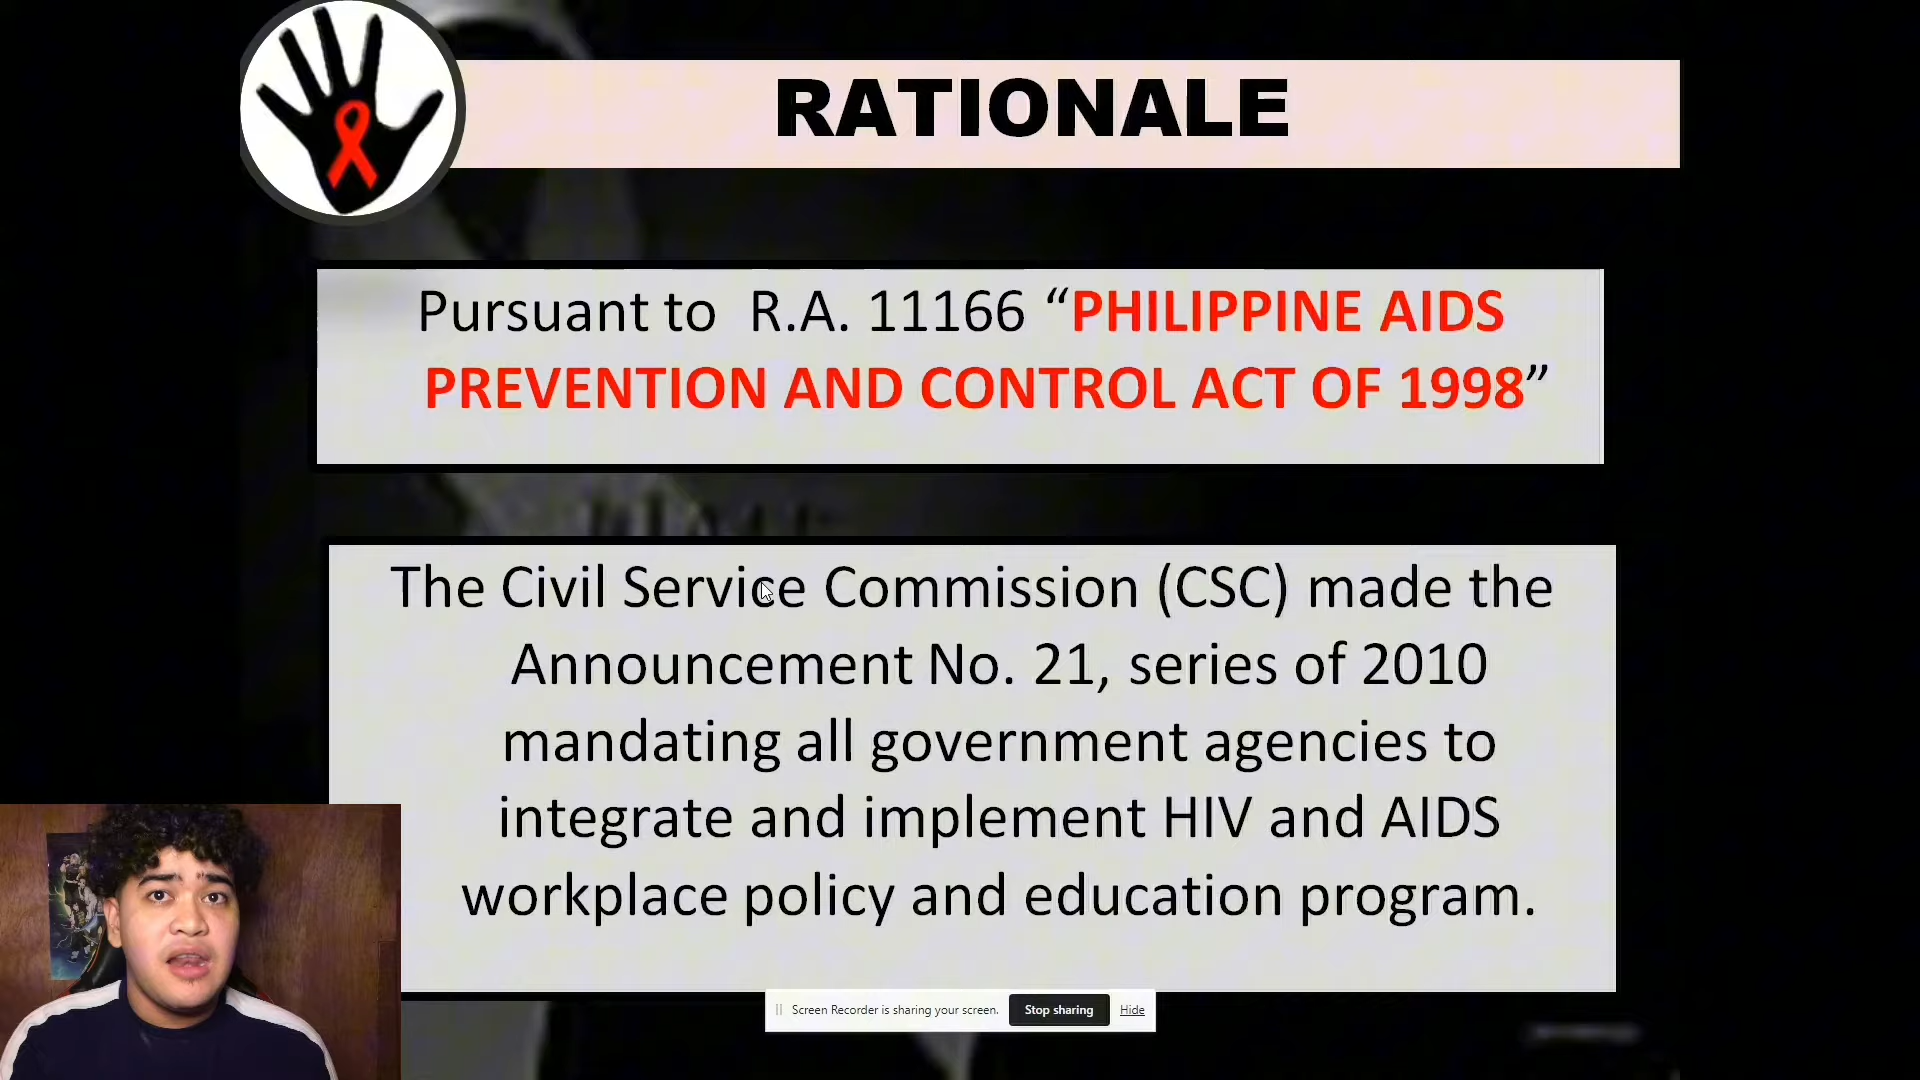 RATIONALE
Pursuant to R.A. 11166 “PHILIPPINE AIDS
PREVENTION AND CONTROL ACT OF 1998”
The Civil Service Commission (CSC) made the
Announcement No. 21, series of 2010
mandating all government agencies to
integrate and implement HIV and AIDS
workplace policy and education program.
Screen Recorder is sharing your screen. Stop sharing Hide